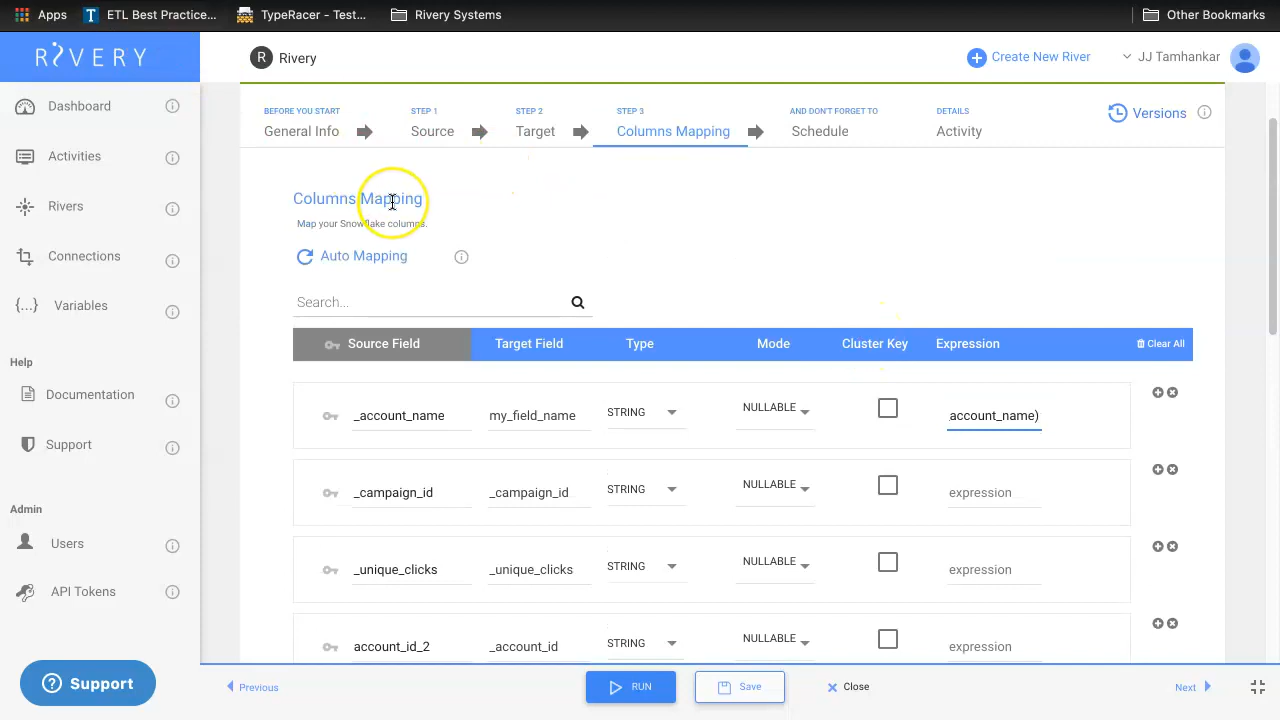 Apps
T ETL Best Practice...
TypeRacer - Test...
Rivery Systems
Other Bookmarks
RIVERY
R Rivery
Create New River
JJ Tamhankar
Dashboard
Activities
Rivers
Connections
{...} Variables
Help
Documentation
Support
Admin
Users
API Tokens
? Support
BEFORE YOU START
General Info
STEP 1
Source
STEP 2
Target
STEP 3
Columns Mapping
AND DON'T FORGET TO
Schedule
DETAILS
Activity
Versions
Columns Mapping
Map your Snowflake columns.
Auto Mapping
Search...
Source Field Target Field Type Mode Cluster Key Expression Clear All
_account_name my_field_name STRING NULLABLE account_name)
_campaign_id _campaign_id STRING NULLABLE expression
_unique_clicks _unique_clicks STRING NULLABLE expression
account_id_2 _account_id STRING NULLABLE expression
Previous RUN Save Close Next